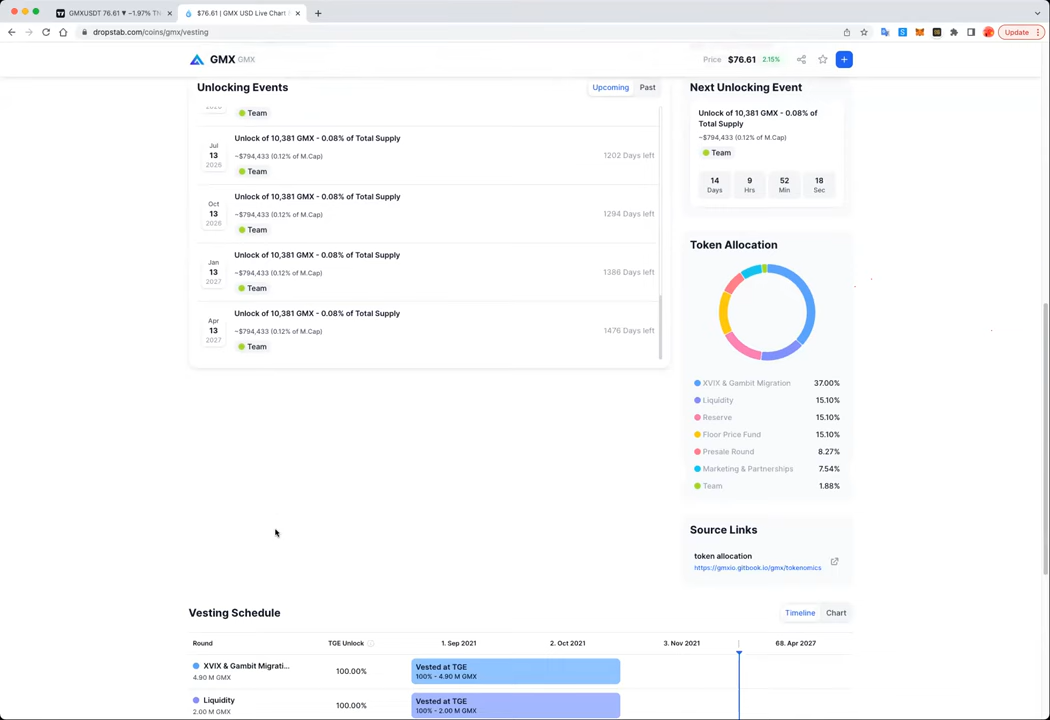 GMXUSDT 76.61 ▼ −1.97%
$76.61 | GMX USD Live Chart
dropstab.com/coins/gmx/vesting
Update
GMX GMX
Price $76.61 2.15%
Unlocking Events
Upcoming Past
Team
Jul
13
2026
Unlock of 10,381 GMX - 0.08% of Total Supply
~$794,433 (0.12% of M.Cap)
Team
1202 Days left
Oct
13
2026
Unlock of 10,381 GMX - 0.08% of Total Supply
~$794,433 (0.12% of M.Cap)
Team
1294 Days left
Jan
13
2027
Unlock of 10,381 GMX - 0.08% of Total Supply
~$794,433 (0.12% of M.Cap)
Team
1386 Days left
Apr
13
2027
Unlock of 10,381 GMX - 0.08% of Total Supply
~$794,433 (0.12% of M.Cap)
Team
1476 Days left
Next Unlocking Event
Unlock of 10,381 GMX - 0.08% of
Total Supply
~$794,433 (0.12% of M.Cap)
Team
14 9 52 18
Days Hrs Min Sec
Token Allocation
XVIX & Gambit Migration 37.00%
Liquidity 15.10%
Reserve 15.10%
Floor Price Fund 15.10%
Presale Round 8.27%
Marketing & Partnerships 7.54%
Team 1.88%
Source Links
token allocation
https://gmxio.gitbook.io/gmx/tokenomics
Vesting Schedule
Timeline Chart
Round TGE Unlock 1. Sep 2021 2. Oct 2021 3. Nov 2021 68. Apr 2027
XVIX & Gambit Migrati...
4.90 M GMX
100.00%
Vested at TGE
100% - 4.90 M GMX
Liquidity
2.00 M GMX
100.00%
Vested at TGE
100% - 2.00 M GMX